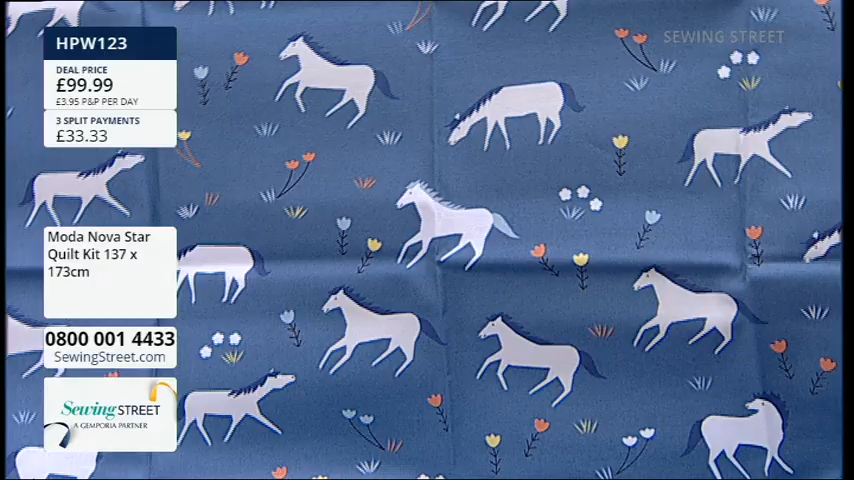 HPW123
DEAL PRICE
£99.99
£3.95 P&P PER DAY
3 SPLIT PAYMENTS
£33.33
Moda Nova Star
Quilt Kit 137 x
173cm
0800 001 4433
SewingStreet.com
Sewing STREET
A GEMPORIA PARTNER
SEWING STREET